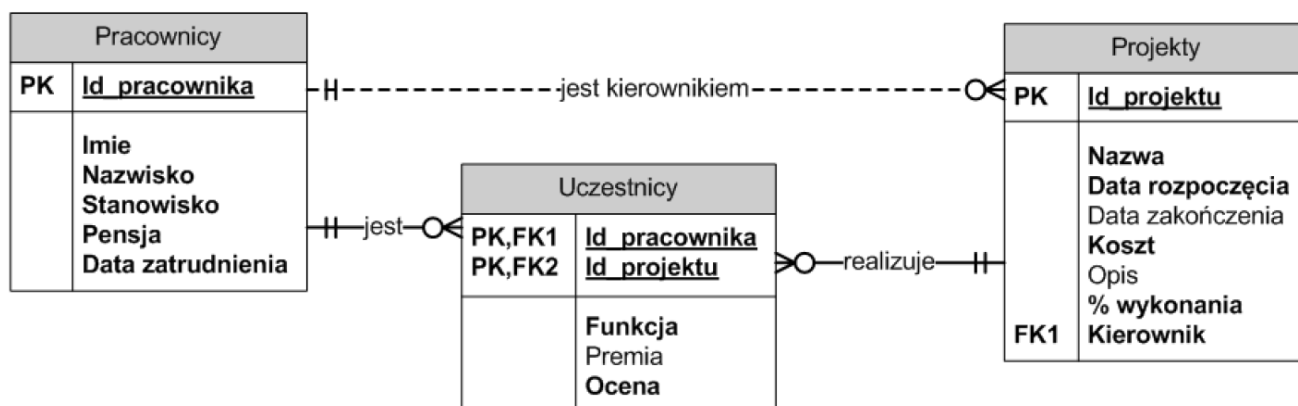 Pracownicy
PK Id_pracownika
Imie
Nazwisko
Stanowisko
Pensja
Data zatrudnienia
jest kierownikiem
Projekty
PK Id_projektu
Nazwa
Data rozpoczęcia
Data zakończenia
Koszt
Opis
% wykonania
FK1 Kierownik
jest
Uczestnicy
PK,FK1 Id_pracownika
PK,FK2 Id_projektu
Funkcja
Premia
Ocena
realizuje